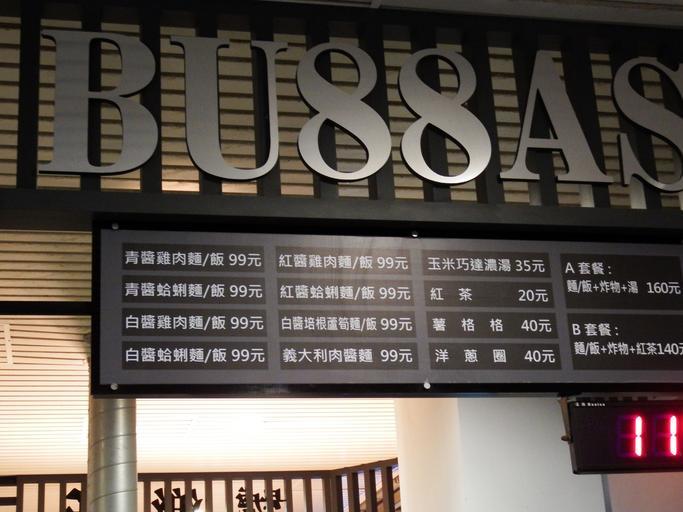 BU88AS
青醬雞肉麵/飯 99元
青醬蛤蜊麵/飯 99元
白醬雞肉麵/飯 99元
白醬蛤蜊麵/飯 99元
紅醬雞肉麵/飯 99元
紅醬蛤蜊麵/飯 99元
白醬培根蘆筍麵/飯 99元
義大利肉醬麵 99元
玉米巧達濃湯 35元
紅茶 20元
薯格格 40元
洋蔥圈 40元
A 套餐：
麵/飯+炸物+湯 160元
B 套餐：
麵/飯+炸物+紅茶140元
11